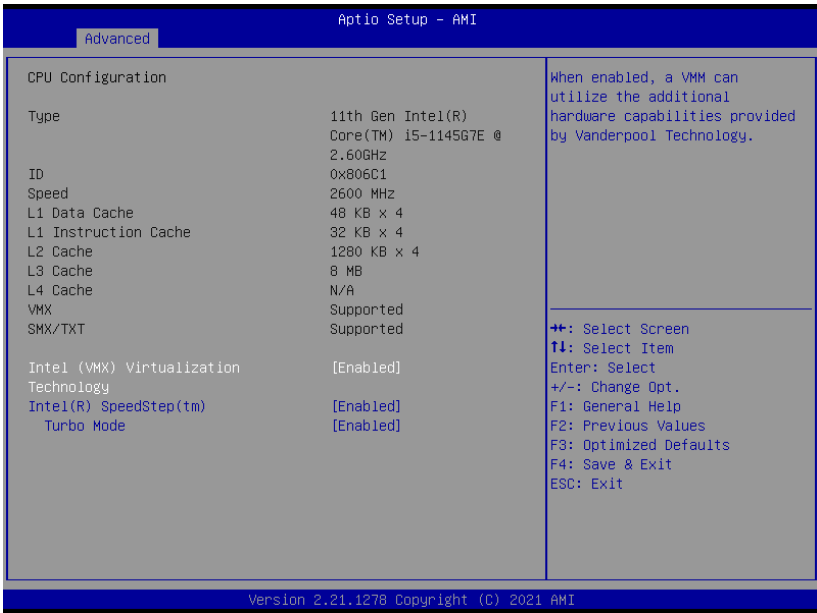 Aptio Setup – AMI
Advanced
CPU Configuration
Type 11th Gen Intel(R)
Core(TM) i5-1145G7E @
2.60GHz
ID 0x806C1
Speed 2600 MHz
L1 Data Cache 48 KB x 4
L1 Instruction Cache 32 KB x 4
L2 Cache 1280 KB x 4
L3 Cache 8 MB
L4 Cache N/A
VMX Supported
SMX/TXT Supported
Intel (VMX) Virtualization [Enabled]
Technology
Intel(R) SpeedStep(tm) [Enabled]
Turbo Mode [Enabled]
When enabled, a VMM can
utilize the additional
hardware capabilities provided
by Vanderpool Technology.
→←: Select Screen
↑↓: Select Item
Enter: Select
+/-: Change Opt.
F1: General Help
F2: Previous Values
F3: Optimized Defaults
F4: Save & Exit
ESC: Exit
Version 2.21.1278 Copyright (C) 2021 AMI